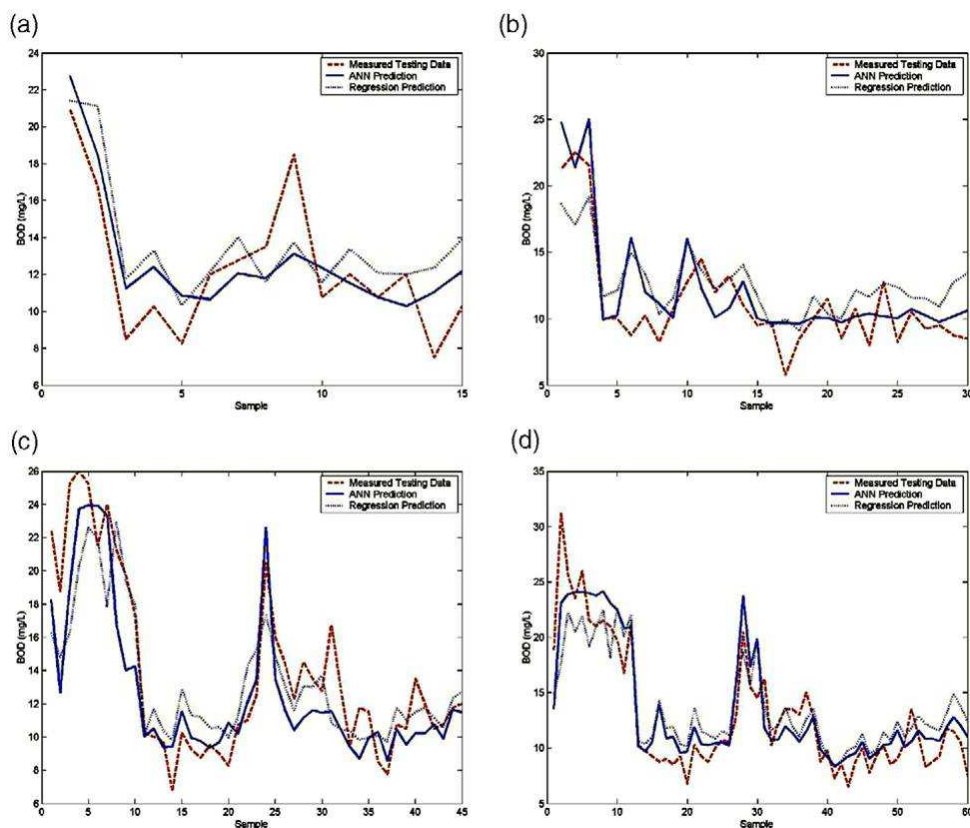 (a)
24
22
20
18
16
14
12
10
8
6
BOD (mg/L)
0
5
10
15
Sample
Measured Testing Data
ANN Prediction
Regression Prediction
(b)
30
25
20
15
10
5
BOD (mg/L)
0
5
10
15
20
25
30
Sample
Measured Testing Data
ANN Prediction
Regression Prediction
(c)
26
24
22
20
18
16
14
12
10
8
6
BOD (mg/L)
0
5
10
15
20
25
30
35
40
45
Sample
Measured Testing Data
ANN Prediction
Regression Prediction
(d)
35
30
25
20
15
10
5
BOD (mg/L)
0
10
20
30
40
50
60
Sample
Measured Testing Data
ANN Prediction
Regression Prediction